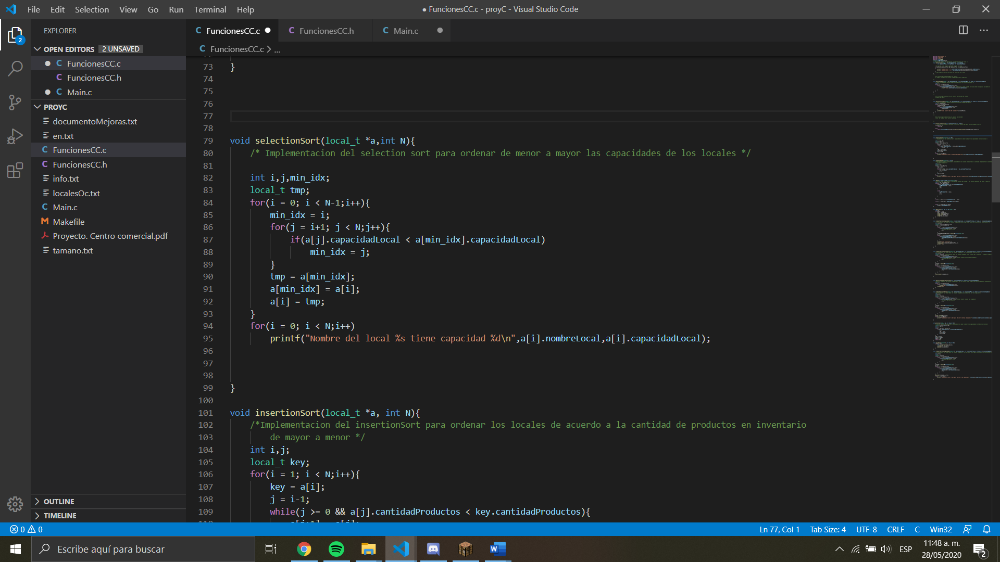 File Edit Selection View Go Run Terminal Help
● FuncionesCC.c - proyC - Visual Studio Code
EXPLORER
OPEN EDITORS 2 UNSAVED
C FuncionesCC.c
C FuncionesCC.h
C Main.c
PROYC
documentoMejoras.txt
en.txt
C FuncionesCC.c
C FuncionesCC.h
info.txt
localesOc.txt
C Main.c
M Makefile
Proyecto. Centro comercial.pdf
tamano.txt
OUTLINE
TIMELINE
2
C FuncionesCC.c ● C FuncionesCC.h C Main.c ●
C FuncionesCC.c > ...
73 }
74
75
76
77
78
79 void selectionSort(local_t *a,int N){
80 /* Implementacion del selection sort para ordenar de menor a mayor las capacidades de los locales */
81
82 int i,j,min_idx;
83 local_t tmp;
84 for(i = 0; i < N-1;i++){
85 min_idx = i;
86 for(j = i+1; j < N;j++){
87 if(a[j].capacidadLocal < a[min_idx].capacidadLocal)
88 min_idx = j;
89 }
90 tmp = a[min_idx];
91 a[min_idx] = a[i];
92 a[i] = tmp;
93 }
94 for(i = 0; i < N;i++)
95 printf("Nombre del local %s tiene capacidad %d\n",a[i].nombreLocal,a[i].capacidadLocal);
96
97
98
99 }
100
101 void insertionSort(local_t *a, int N){
102 /*Implementacion del insertionSort para ordenar los locales de acuerdo a la cantidad de productos en inventario
103 de mayor a menor */
104 int i,j;
105 local_t key;
106 for(i = 1; i < N;i++){
107 key = a[i];
108 j = i-1;
109 while(j >= 0 && a[j].cantidadProductos < key.cantidadProductos){
0 0
Ln 77, Col 1 Tab Size: 4 UTF-8 CRLF C Win32
Escribe aquí para buscar
ESP
11:48 a. m.
28/05/2020
2